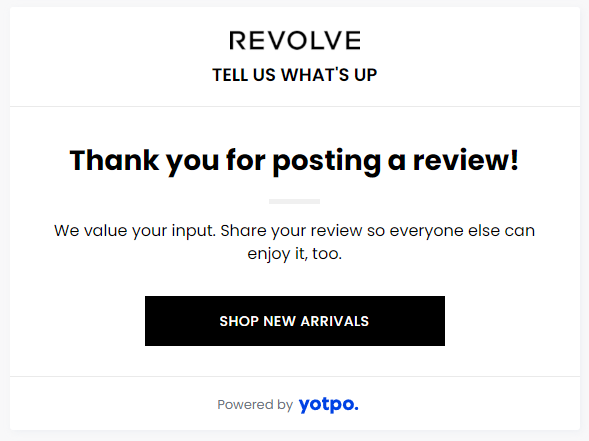 REVOLVE
TELL US WHAT'S UP
Thank you for posting a review!
We value your input. Share your review so everyone else can
enjoy it, too.
SHOP NEW ARRIVALS
Powered by yotpo.